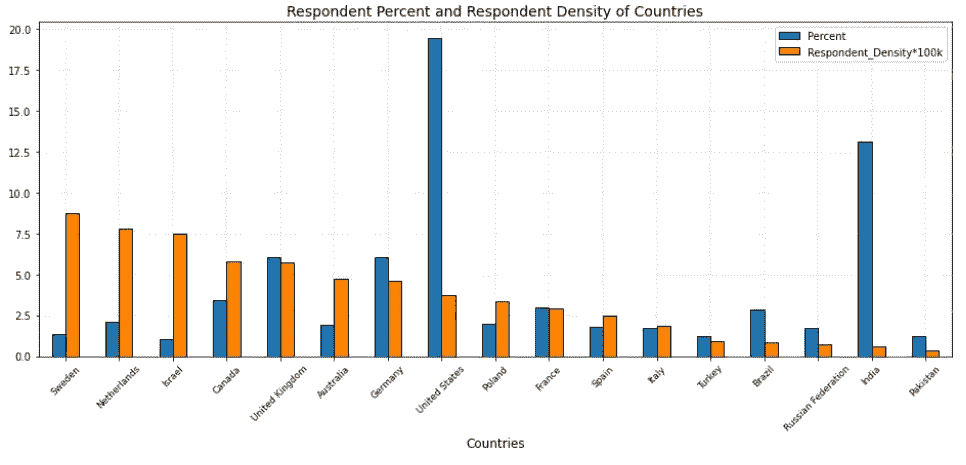 Respondent Percent and Respondent Density of Countries
Percent
Respondent_Density*100k
20.0
17.5
15.0
12.5
10.0
7.5
5.0
2.5
0.0
Sweden
Netherlands
Israel
Canada
United Kingdom
Australia
Germany
United States
Poland
France
Spain
Italy
Turkey
Brazil
Russian Federation
India
Pakistan
Countries